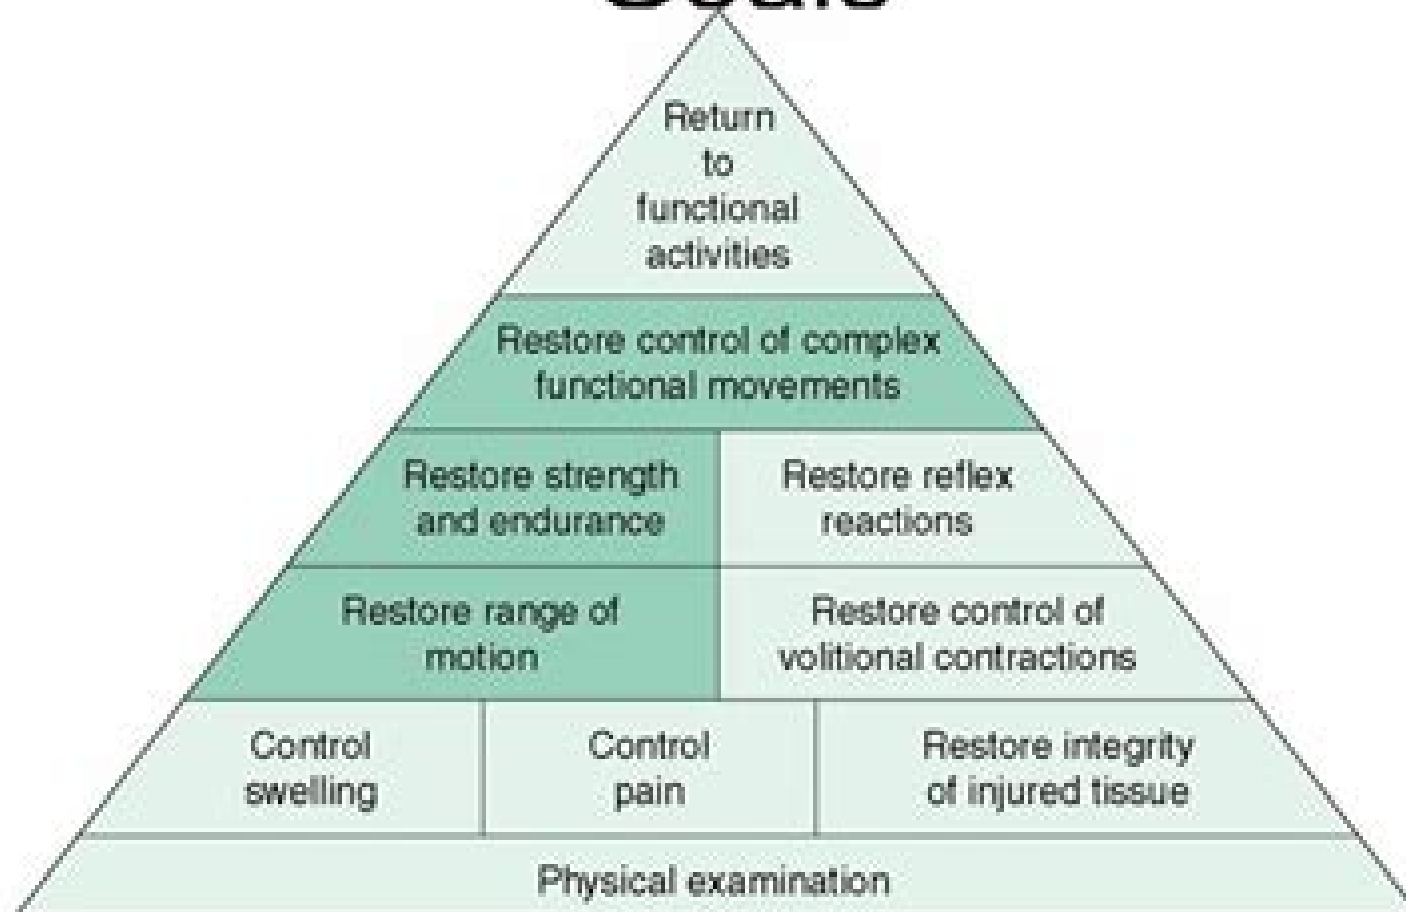 Return
to
functional
activities
Restore control of complex
functional movements
Restore strength
and endurance
Restore reflex
reactions
Restore range of
motion
Restore control of
volitional contractions
Control
swelling
Control
pain
Restore integrity
of injured tissue
Physical examination